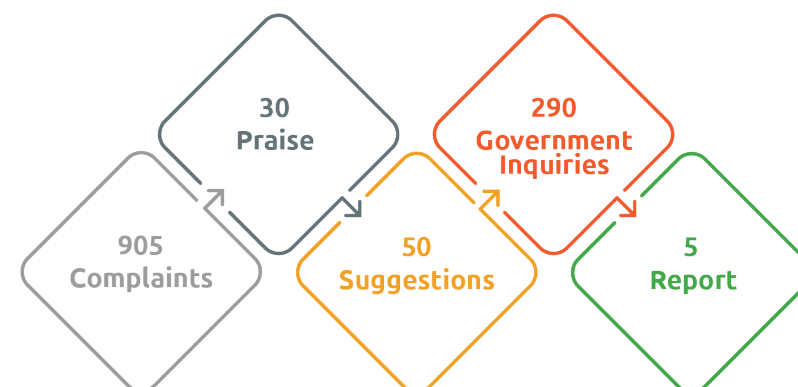 905
Complaints
30
Praise
50
Suggestions
290
Government
Inquiries
5
Report